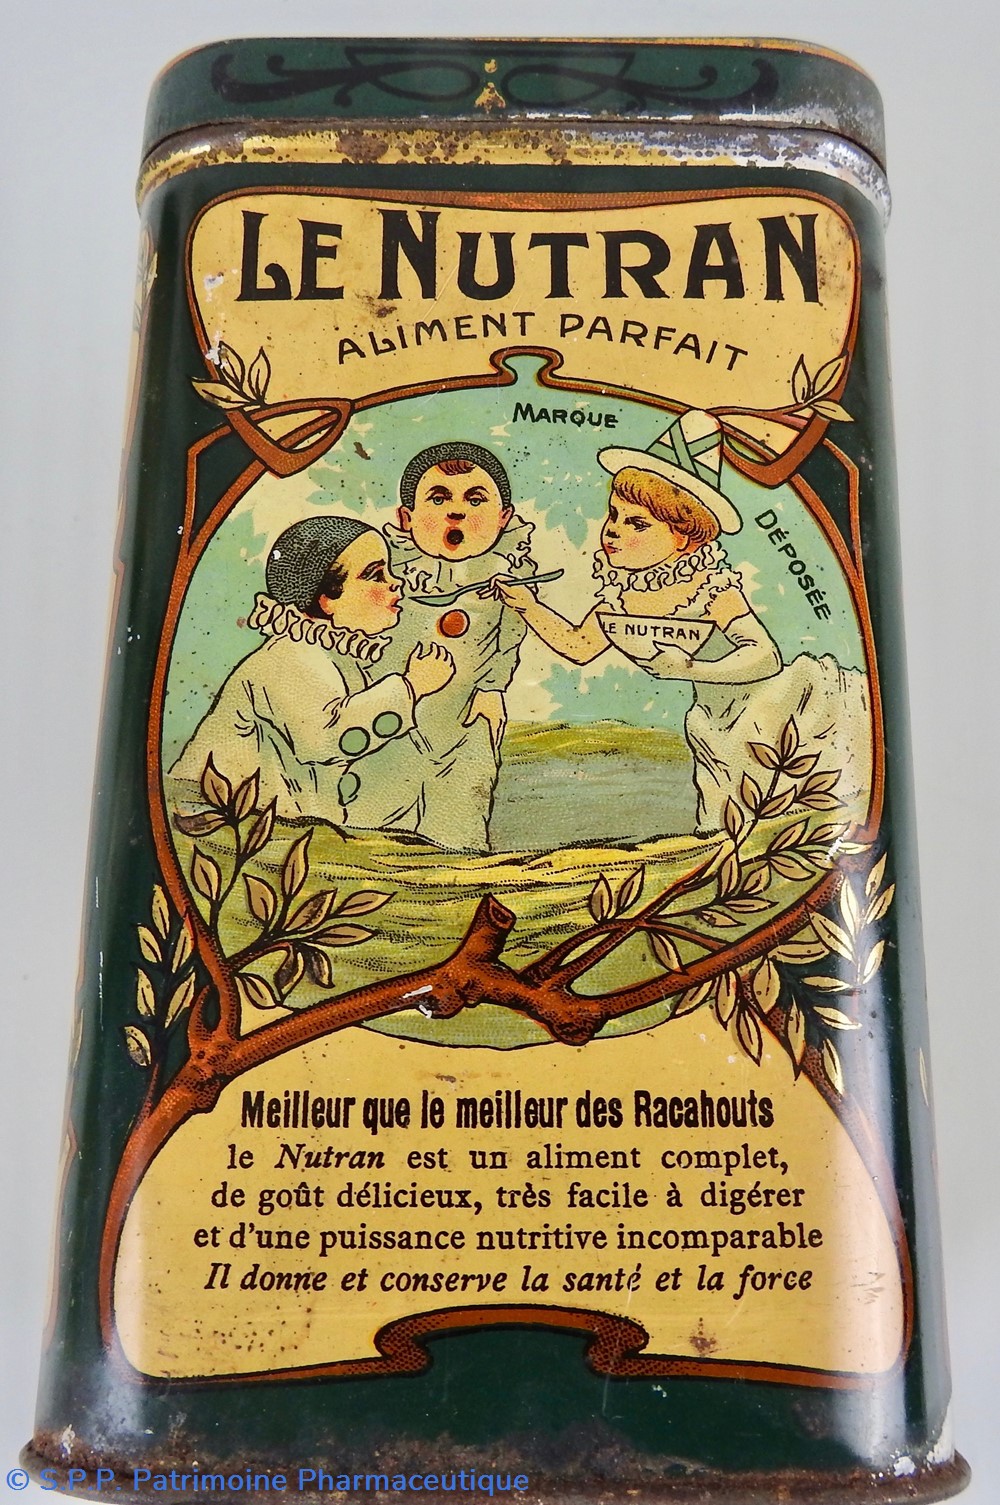 LE NUTRAN
ALIMENT PARFAIT
MARQUE
DÉPOSÉE
LE NUTRAN
Meilleur que le meilleur des Racahouts
le Nutran est un aliment complet,
de goût délicieux, très facile à digérer
et d'une puissance nutritive incomparable
Il donne et conserve la santé et la force
© S.P.P. Patrimoine Pharmaceutique